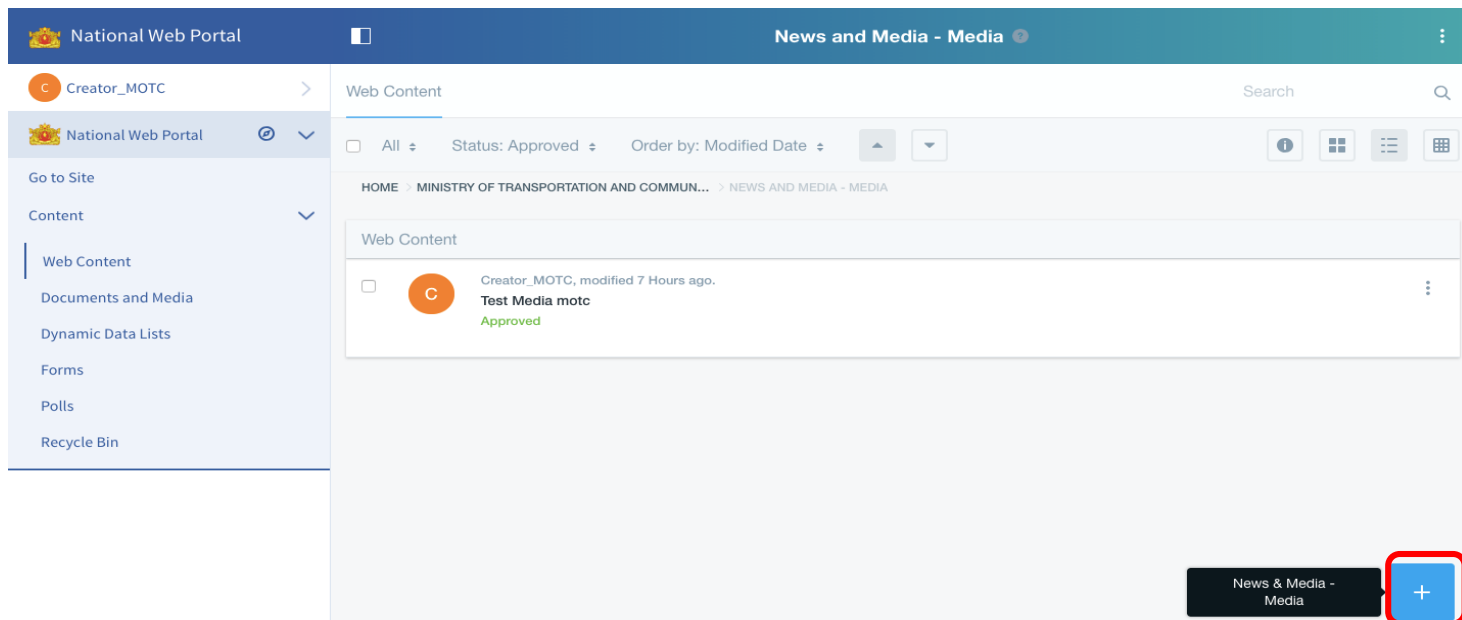 National Web Portal
News and Media - Media ?
C Creator_MOTC
Web Content
Search
National Web Portal
All
Status: Approved
Order by: Modified Date
Go to Site
HOME > MINISTRY OF TRANSPORTATION AND COMMUN... > NEWS AND MEDIA - MEDIA
Content
Web Content
Web Content
Documents and Media
Dynamic Data Lists
Forms
Polls
Recycle Bin
C
Creator_MOTC, modified 7 Hours ago.
Test Media motc
Approved
News & Media -
Media
+